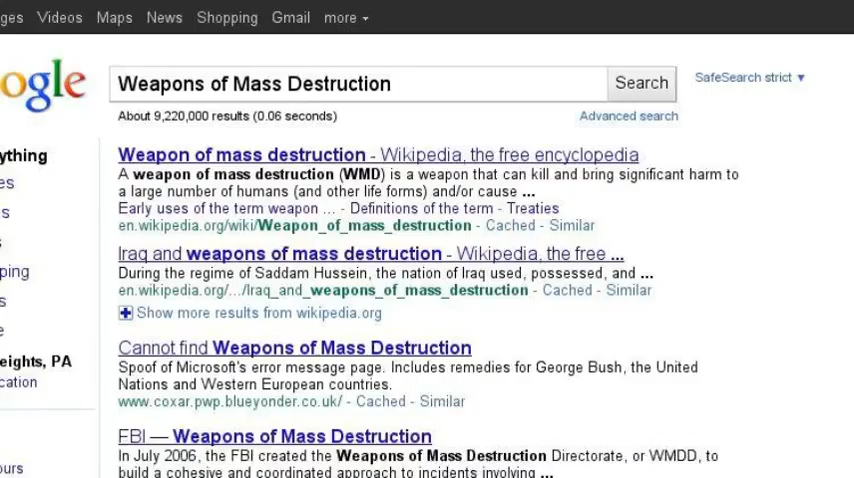 ges Videos Maps News Shopping Gmail more
ogle
Weapons of Mass Destruction Search SafeSearch strict ▼
About 9,220,000 results (0.06 seconds) Advanced search
ything
es
s
s
ping
s
e
eights, PA
cation
ours
Weapon of mass destruction - Wikipedia, the free encyclopedia
A weapon of mass destruction (WMD) is a weapon that can kill and bring significant harm to
a large number of humans (and other life forms) and/or cause ...
Early uses of the term weapon ... - Definitions of the term - Treaties
en.wikipedia.org/wiki/Weapon_of_mass_destruction - Cached - Similar
Iraq and weapons of mass destruction - Wikipedia, the free ...
During the regime of Saddam Hussein, the nation of Iraq used, possessed, and ...
en.wikipedia.org/.../Iraq_and_weapons_of_mass_destruction - Cached - Similar
Show more results from wikipedia.org
Cannot find Weapons of Mass Destruction
Spoof of Microsoft's error message page. Includes remedies for George Bush, the United
Nations and Western European countries.
www.coxar.pwp.blueyonder.co.uk/ - Cached - Similar
FBI — Weapons of Mass Destruction
In July 2006, the FBI created the Weapons of Mass Destruction Directorate, or WMDD, to
build a cohesive and coordinated approach to incidents involving ...